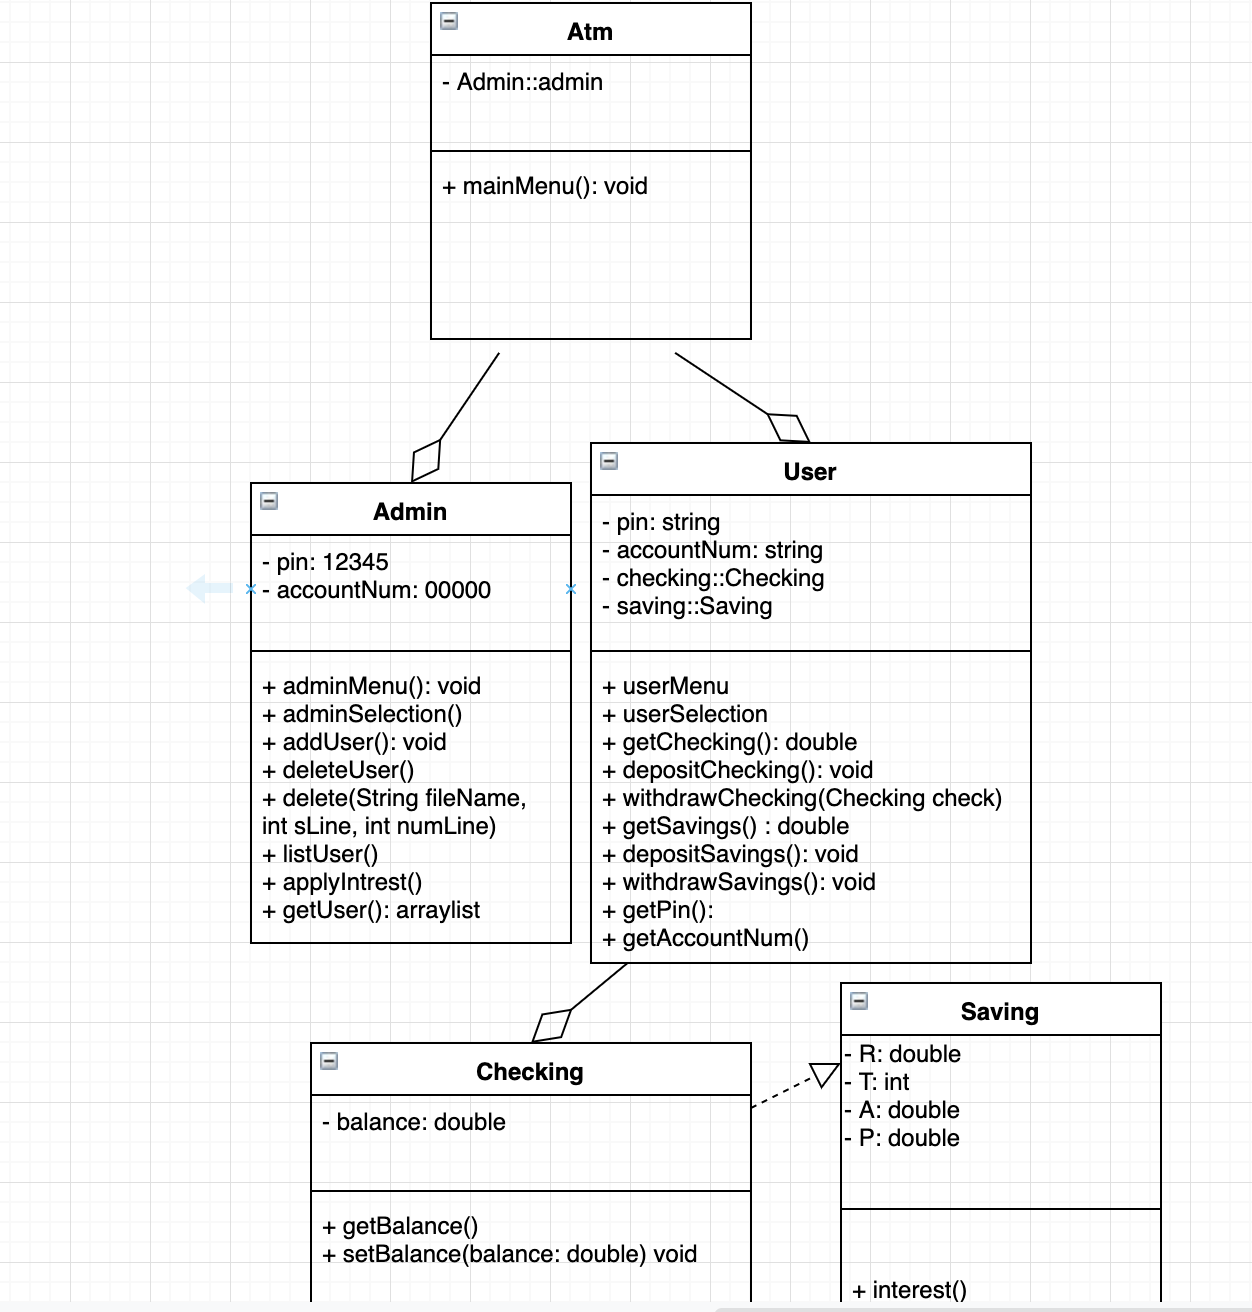 Atm
- Admin::admin
+ mainMenu(): void
Admin
- pin: 12345
- accountNum: 00000
+ adminMenu(): void
+ adminSelection()
+ addUser(): void
+ deleteUser()
+ delete(String fileName,
int sLine, int numLine)
+ listUser()
+ applyIntrest()
+ getUser(): arraylist
User
- pin: string
- accountNum: string
- checking::Checking
- saving::Saving
+ userMenu
+ userSelection
+ getChecking(): double
+ depositChecking(): void
+ withdrawChecking(Checking check)
+ getSavings() : double
+ depositSavings(): void
+ withdrawSavings(): void
+ getPin():
+ getAccountNum()
Checking
- balance: double
+ getBalance()
+ setBalance(balance: double) void
Saving
- R: double
- T: int
- A: double
- P: double
+ interest()